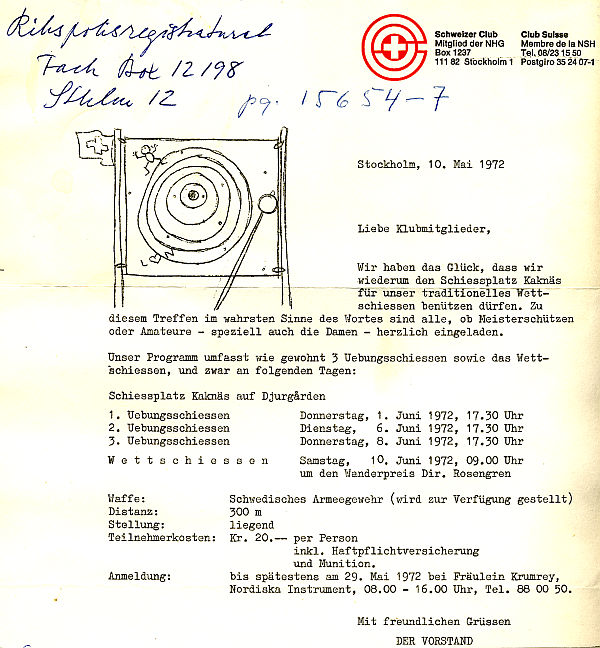 Rikspolisregistraturet
Fack Box 12198
Sthlm 12 pg. 15654-7
Schweizer Club
Mitglied der NHG
Box 1237
111 82 Stockholm 1
Club Suisse
Membre de la NSH
Tel. 08/23 15 50
Postgiro 35 24 07-1
Stockholm, 10. Mai 1972
Liebe Klubmitglieder,
Wir haben das Glück, dass wir
wiederum den Schiessplatz Kaknäs
für unser traditionelles Wett-
schiessen benützen dürfen. Zu
diesem Treffen im wahrsten Sinne des Wortes sind alle, ob Meisterschützen
oder Amateure - speziell auch die Damen - herzlich eingeladen.
Unser Programm umfasst wie gewohnt 3 Uebungsschiessen sowie das Wett-
schiessen, und zwar an folgenden Tagen:
Schiessplatz Kaknäs auf Djurgården
1. Uebungsschiessen Donnerstag, 1. Juni 1972, 17.30 Uhr
2. Uebungsschiessen Dienstag, 6. Juni 1972, 17.30 Uhr
3. Uebungsschiessen Donnerstag, 8. Juni 1972, 17.30 Uhr
W e t t s c h i e s s e n Samstag, 10. Juni 1972, 09.00 Uhr
um den Wanderpreis Dir. Rosengren
Waffe: Schwedisches Armeegewehr (wird zur Verfügung gestellt)
Distanz: 300 m
Stellung: liegend
Teilnehmerkosten: Kr. 20.-- per Person
inkl. Haftpflichtversicherung
und Munition.
Anmeldung: bis spätestens am 29. Mai 1972 bei Fräulein Krumrey,
Nordiska Instrument, 08.00 - 16.00 Uhr, Tel. 88 00 50.
Mit freundlichen Grüssen
DER VORSTAND